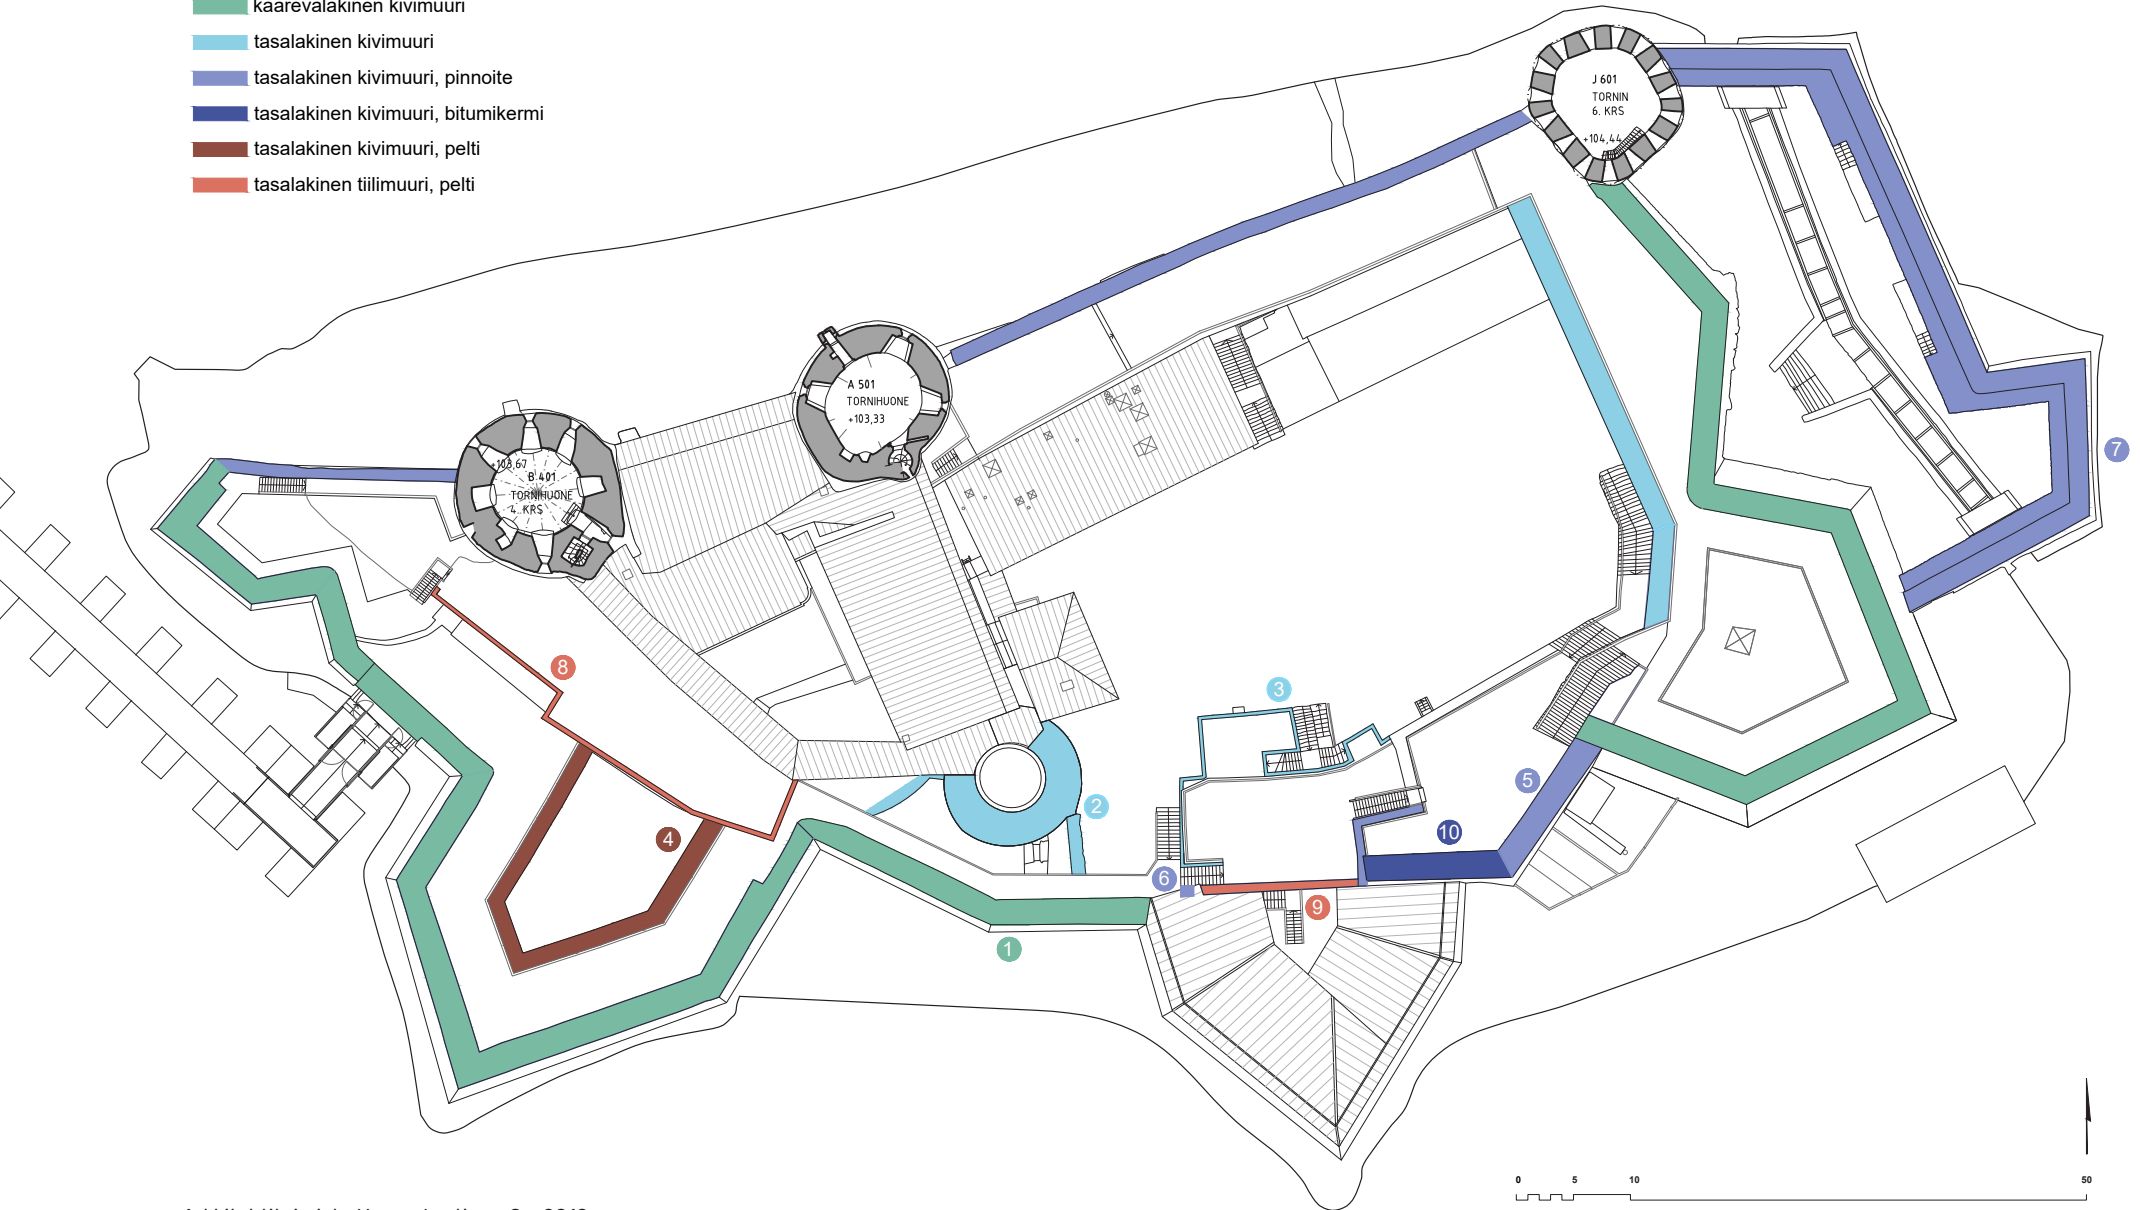 kaarevalakinen kivimuuri
tasalakinen kivimuuri
tasalakinen kivimuuri, pinnoite
tasalakinen kivimuuri, bitumikermi
tasalakinen kivimuuri, pelti
tasalakinen tiilimuuri, pelti
J 601
TORNIN
6. KRS
+104,44
A 501
TORNIHUONE
+103,33
+103,67
B 401
TORNIHUONE
4. KRS
7
8
3
5
2
10
4
6
9
1
0 5 10 50